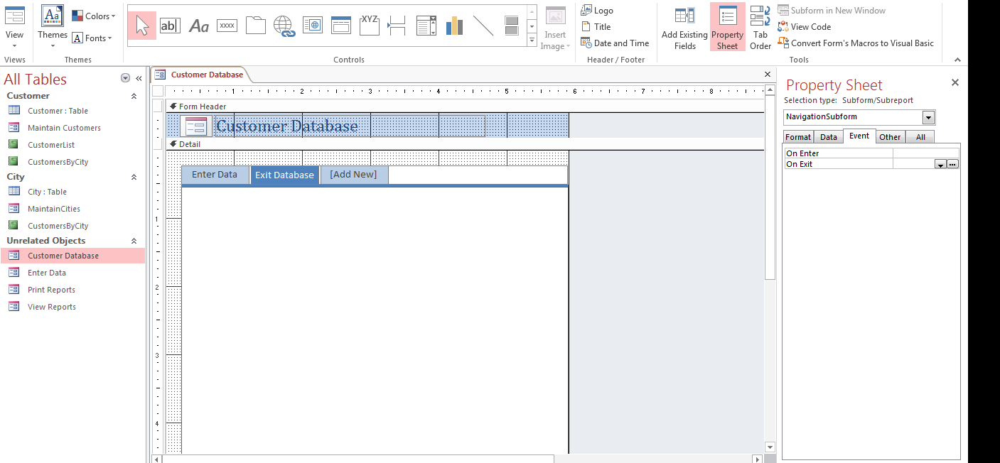 View
Views
Themes
Colors
Fonts
Themes
ab|
Aa
xxxx
XYZ
Controls
Insert
Image
Logo
Title
Date and Time
Header / Footer
Add Existing
Fields
Property
Sheet
Tab
Order
Subform in New Window
View Code
Convert Form's Macros to Visual Basic
Tools
All Tables
Customer
Customer : Table
Maintain Customers
CustomerList
CustomersByCity
City
City : Table
MaintainCities
CustomersByCity
Unrelated Objects
Customer Database
Enter Data
Print Reports
View Reports
Customer Database
1 2 3 4 5 6 7 8
Form Header
Customer Database
Detail
Enter Data Exit Database [Add New]
1
2
3
4
Property Sheet
Selection type: Subform/Subreport
NavigationSubform
Format Data Event Other All
On Enter
On Exit